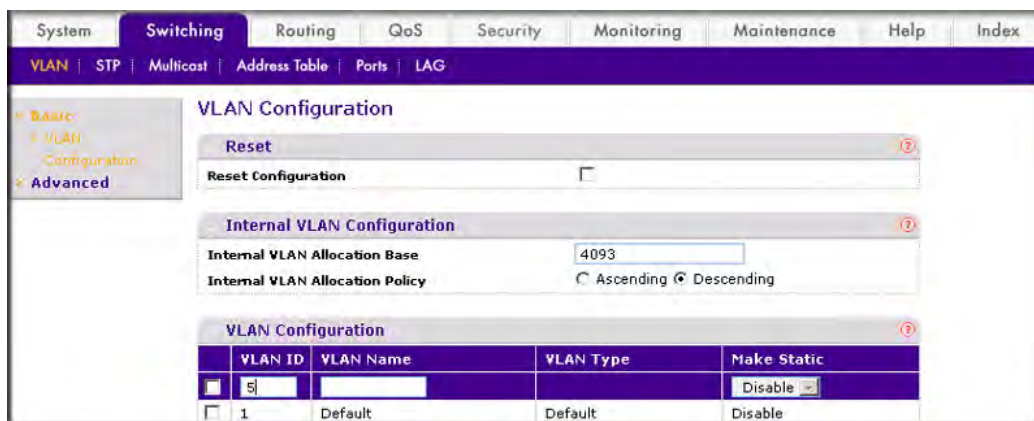 System Switching Routing QoS Security Monitoring Maintenance Help Index
VLAN STP Multicast Address Table Ports LAG
Basic
VLAN
Configuration
Advanced
VLAN Configuration
Reset
Reset Configuration
Internal VLAN Configuration
Internal VLAN Allocation Base 4093
Internal VLAN Allocation Policy Ascending Descending
VLAN Configuration
VLAN ID VLAN Name VLAN Type Make Static
5 Disable
1 Default Default Disable